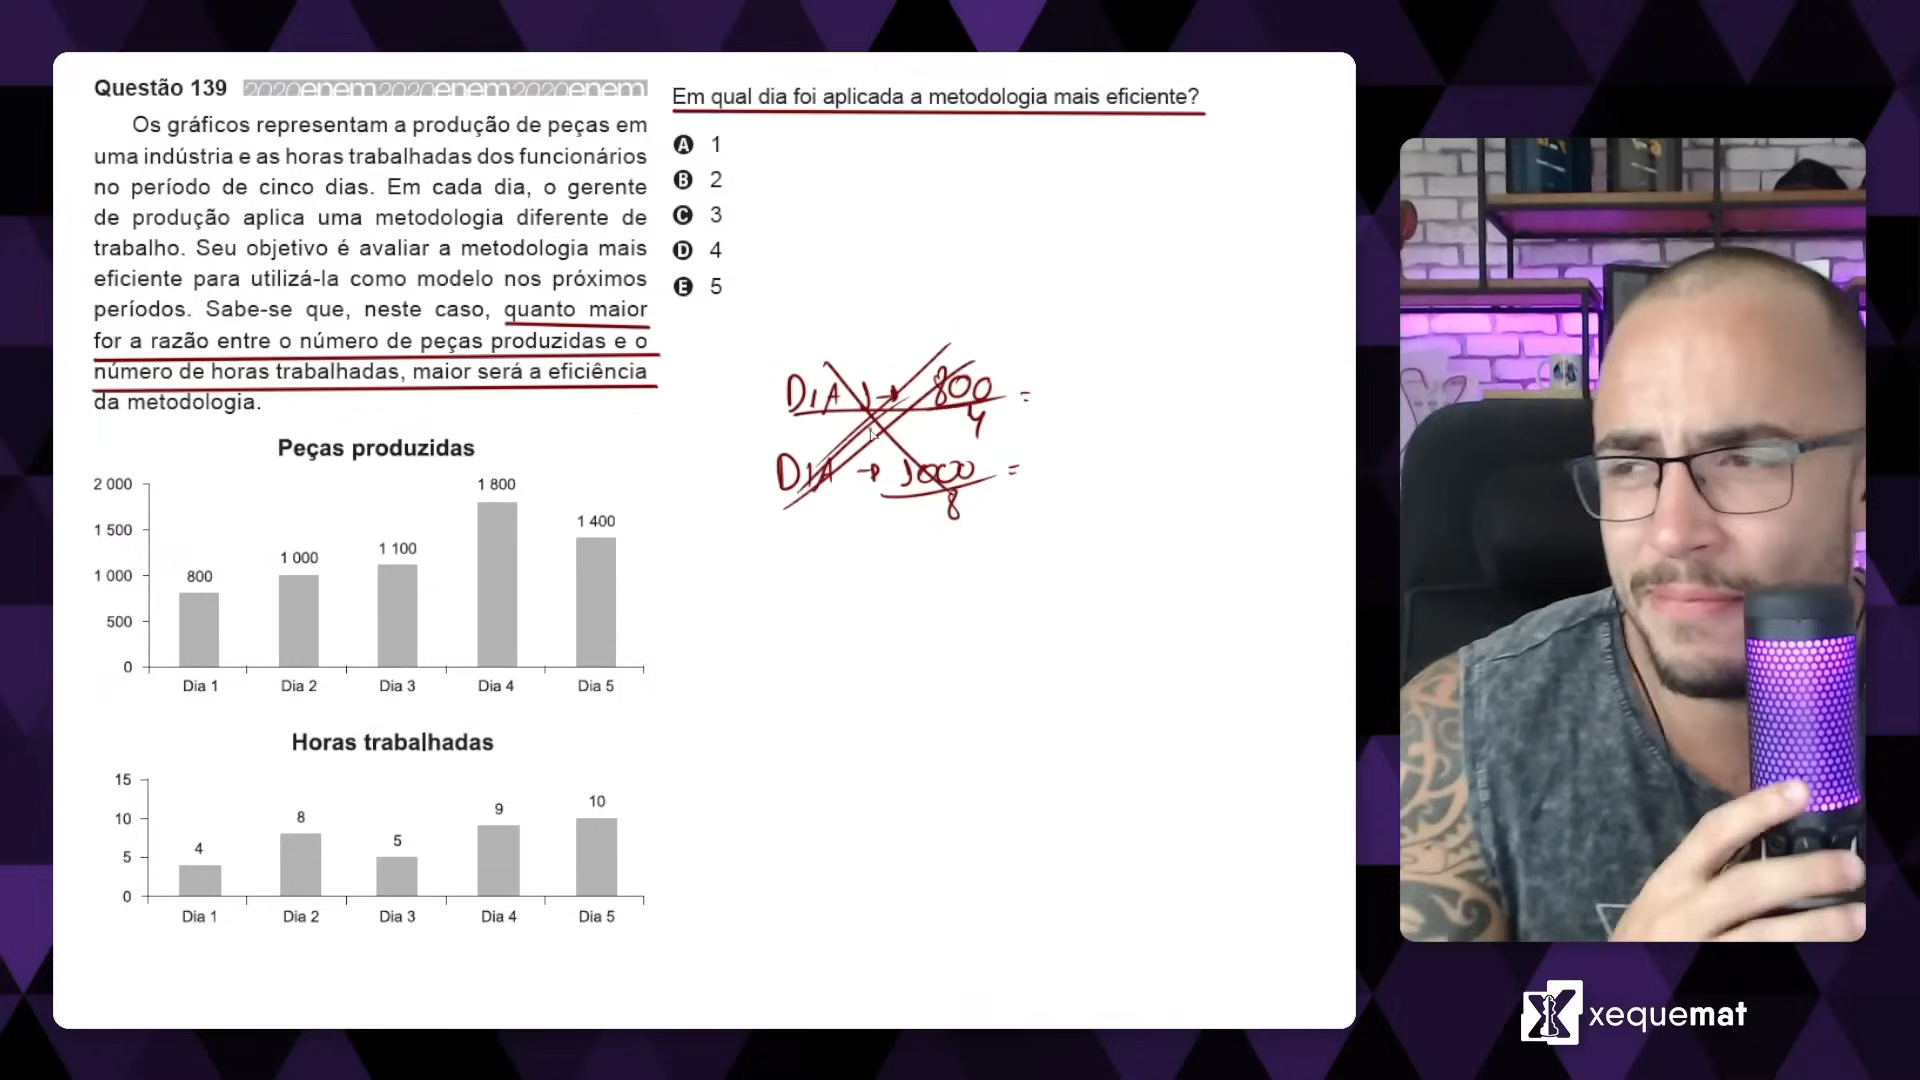 Questão 139 2020enem2020enem2020enem
Os gráficos representam a produção de peças em
uma indústria e as horas trabalhadas dos funcionários
no período de cinco dias. Em cada dia, o gerente
de produção aplica uma metodologia diferente de
trabalho. Seu objetivo é avaliar a metodologia mais
eficiente para utilizá-la como modelo nos próximos
períodos. Sabe-se que, neste caso, quanto maior
for a razão entre o número de peças produzidas e o
número de horas trabalhadas, maior será a eficiência
da metodologia.
Peças produzidas
2 000
1 500
1 000
500
0
800
1 000
1 100
1 800
1 400
Dia 1 Dia 2 Dia 3 Dia 4 Dia 5
Horas trabalhadas
15
10
5
0
4
8
5
9
10
Dia 1 Dia 2 Dia 3 Dia 4 Dia 5
Em qual dia foi aplicada a metodologia mais eficiente?
A 1
B 2
C 3
D 4
E 5
DIA 1 → 800 =
4
DIA → 1000 =
8
xequemat